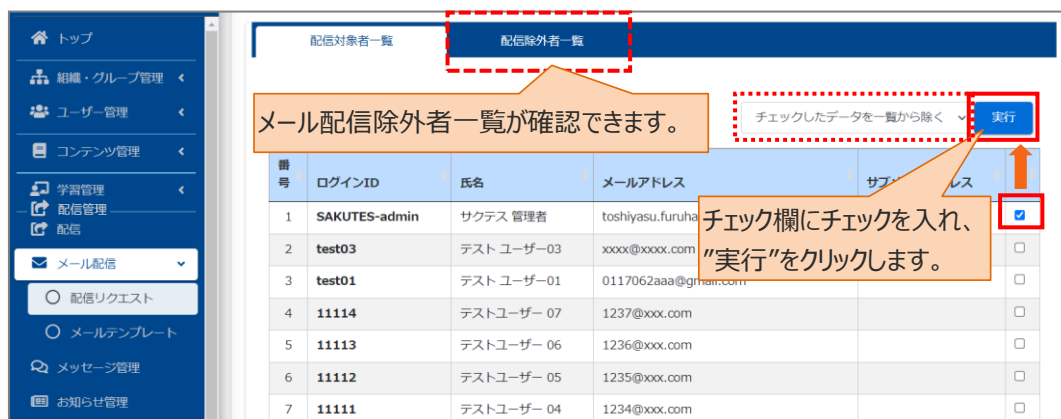 トップ
組織・グループ管理
ユーザー管理
コンテンツ管理
学習管理
配信管理
配信
メール配信
配信リクエスト
メールテンプレート
メッセージ管理
お知らせ管理
配信対象者一覧 配信除外者一覧
メール配信除外者一覧が確認できます。
チェックしたデータを一覧から除く 実行
番号 ログインID 氏名 メールアドレス
チェック欄にチェックを入れ、
”実行”をクリックします。
1 SAKUTES-admin サクテス 管理者 toshiyasu.furuha
2 test03 テスト ユーザー03 xxxx@xxxx.com
3 test01 テスト ユーザー01 0117062aaa@gmail.com
4 11114 テストユーザー 07 1237@xxx.com
5 11113 テストユーザー 06 1236@xxx.com
6 11112 テストユーザー 05 1235@xxx.com
7 11111 テストユーザー 04 1234@xxx.com